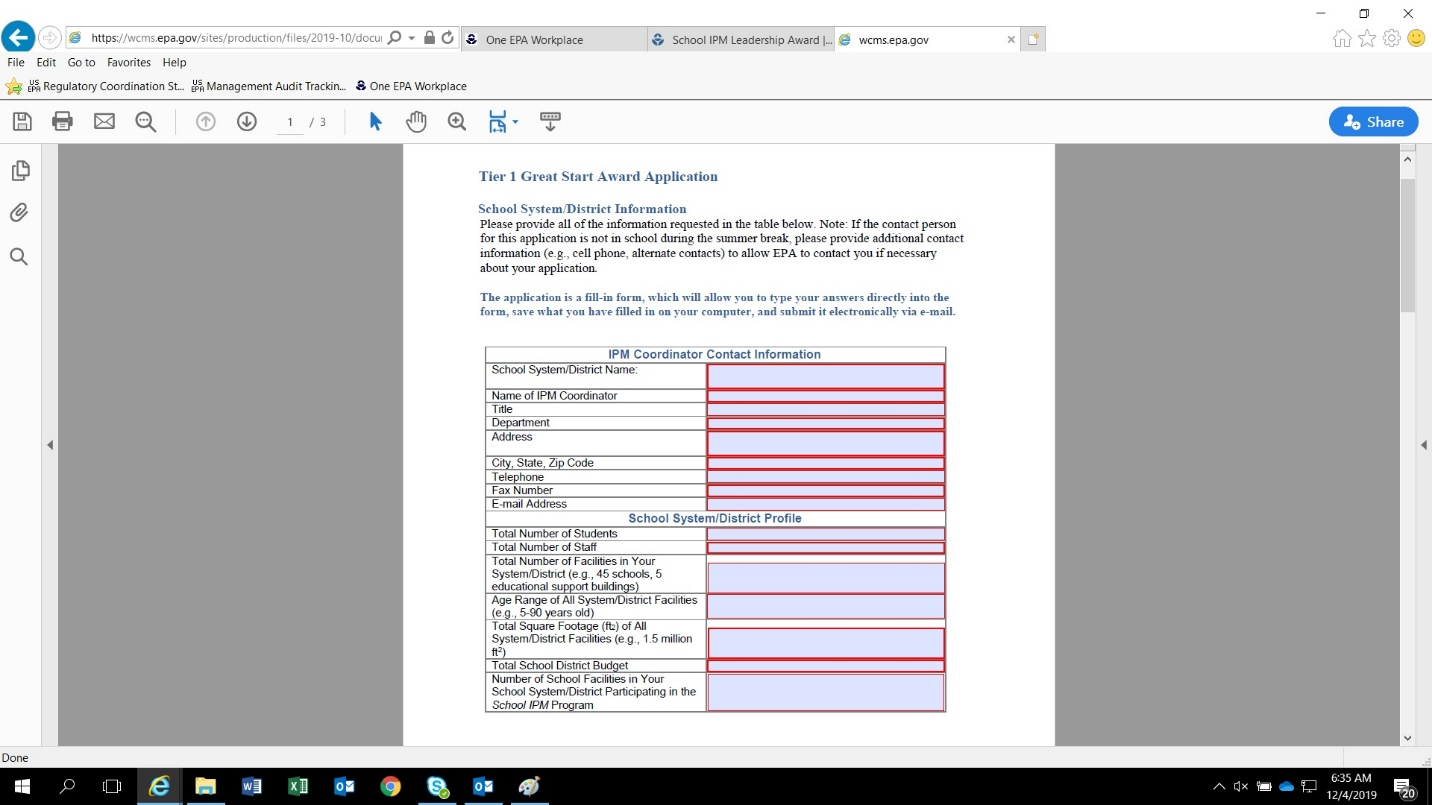 https://wcms.epa.gov/sites/production/files/2019-10/docu
One EPA Workplace
School IPM Leadership Award |...
wcms.epa.gov
File Edit Go to Favorites Help
US EPA Regulatory Coordination St...
US EPA Management Audit Trackin...
One EPA Workplace
1 / 3
Share
Tier 1 Great Start Award Application
School System/District Information
Please provide all of the information requested in the table below. Note: If the contact person
for this application is not in school during the summer break, please provide additional contact
information (e.g., cell phone, alternate contacts) to allow EPA to contact you if necessary
about your application.
The application is a fill-in form, which will allow you to type your answers directly into the
form, save what you have filled in on your computer, and submit it electronically via e-mail.
IPM Coordinator Contact Information
School System/District Name:
Name of IPM Coordinator
Title
Department
Address
City, State, Zip Code
Telephone
Fax Number
E-mail Address
School System/District Profile
Total Number of Students
Total Number of Staff
Total Number of Facilities in Your
System/District (e.g., 45 schools, 5
educational support buildings)
Age Range of All System/District Facilities
(e.g., 5-90 years old)
Total Square Footage (ft2) of All
System/District Facilities (e.g., 1.5 million
ft²)
Total School District Budget
Number of School Facilities in Your
School System/District Participating in the
School IPM Program
Done
6:35 AM
12/4/2019
20